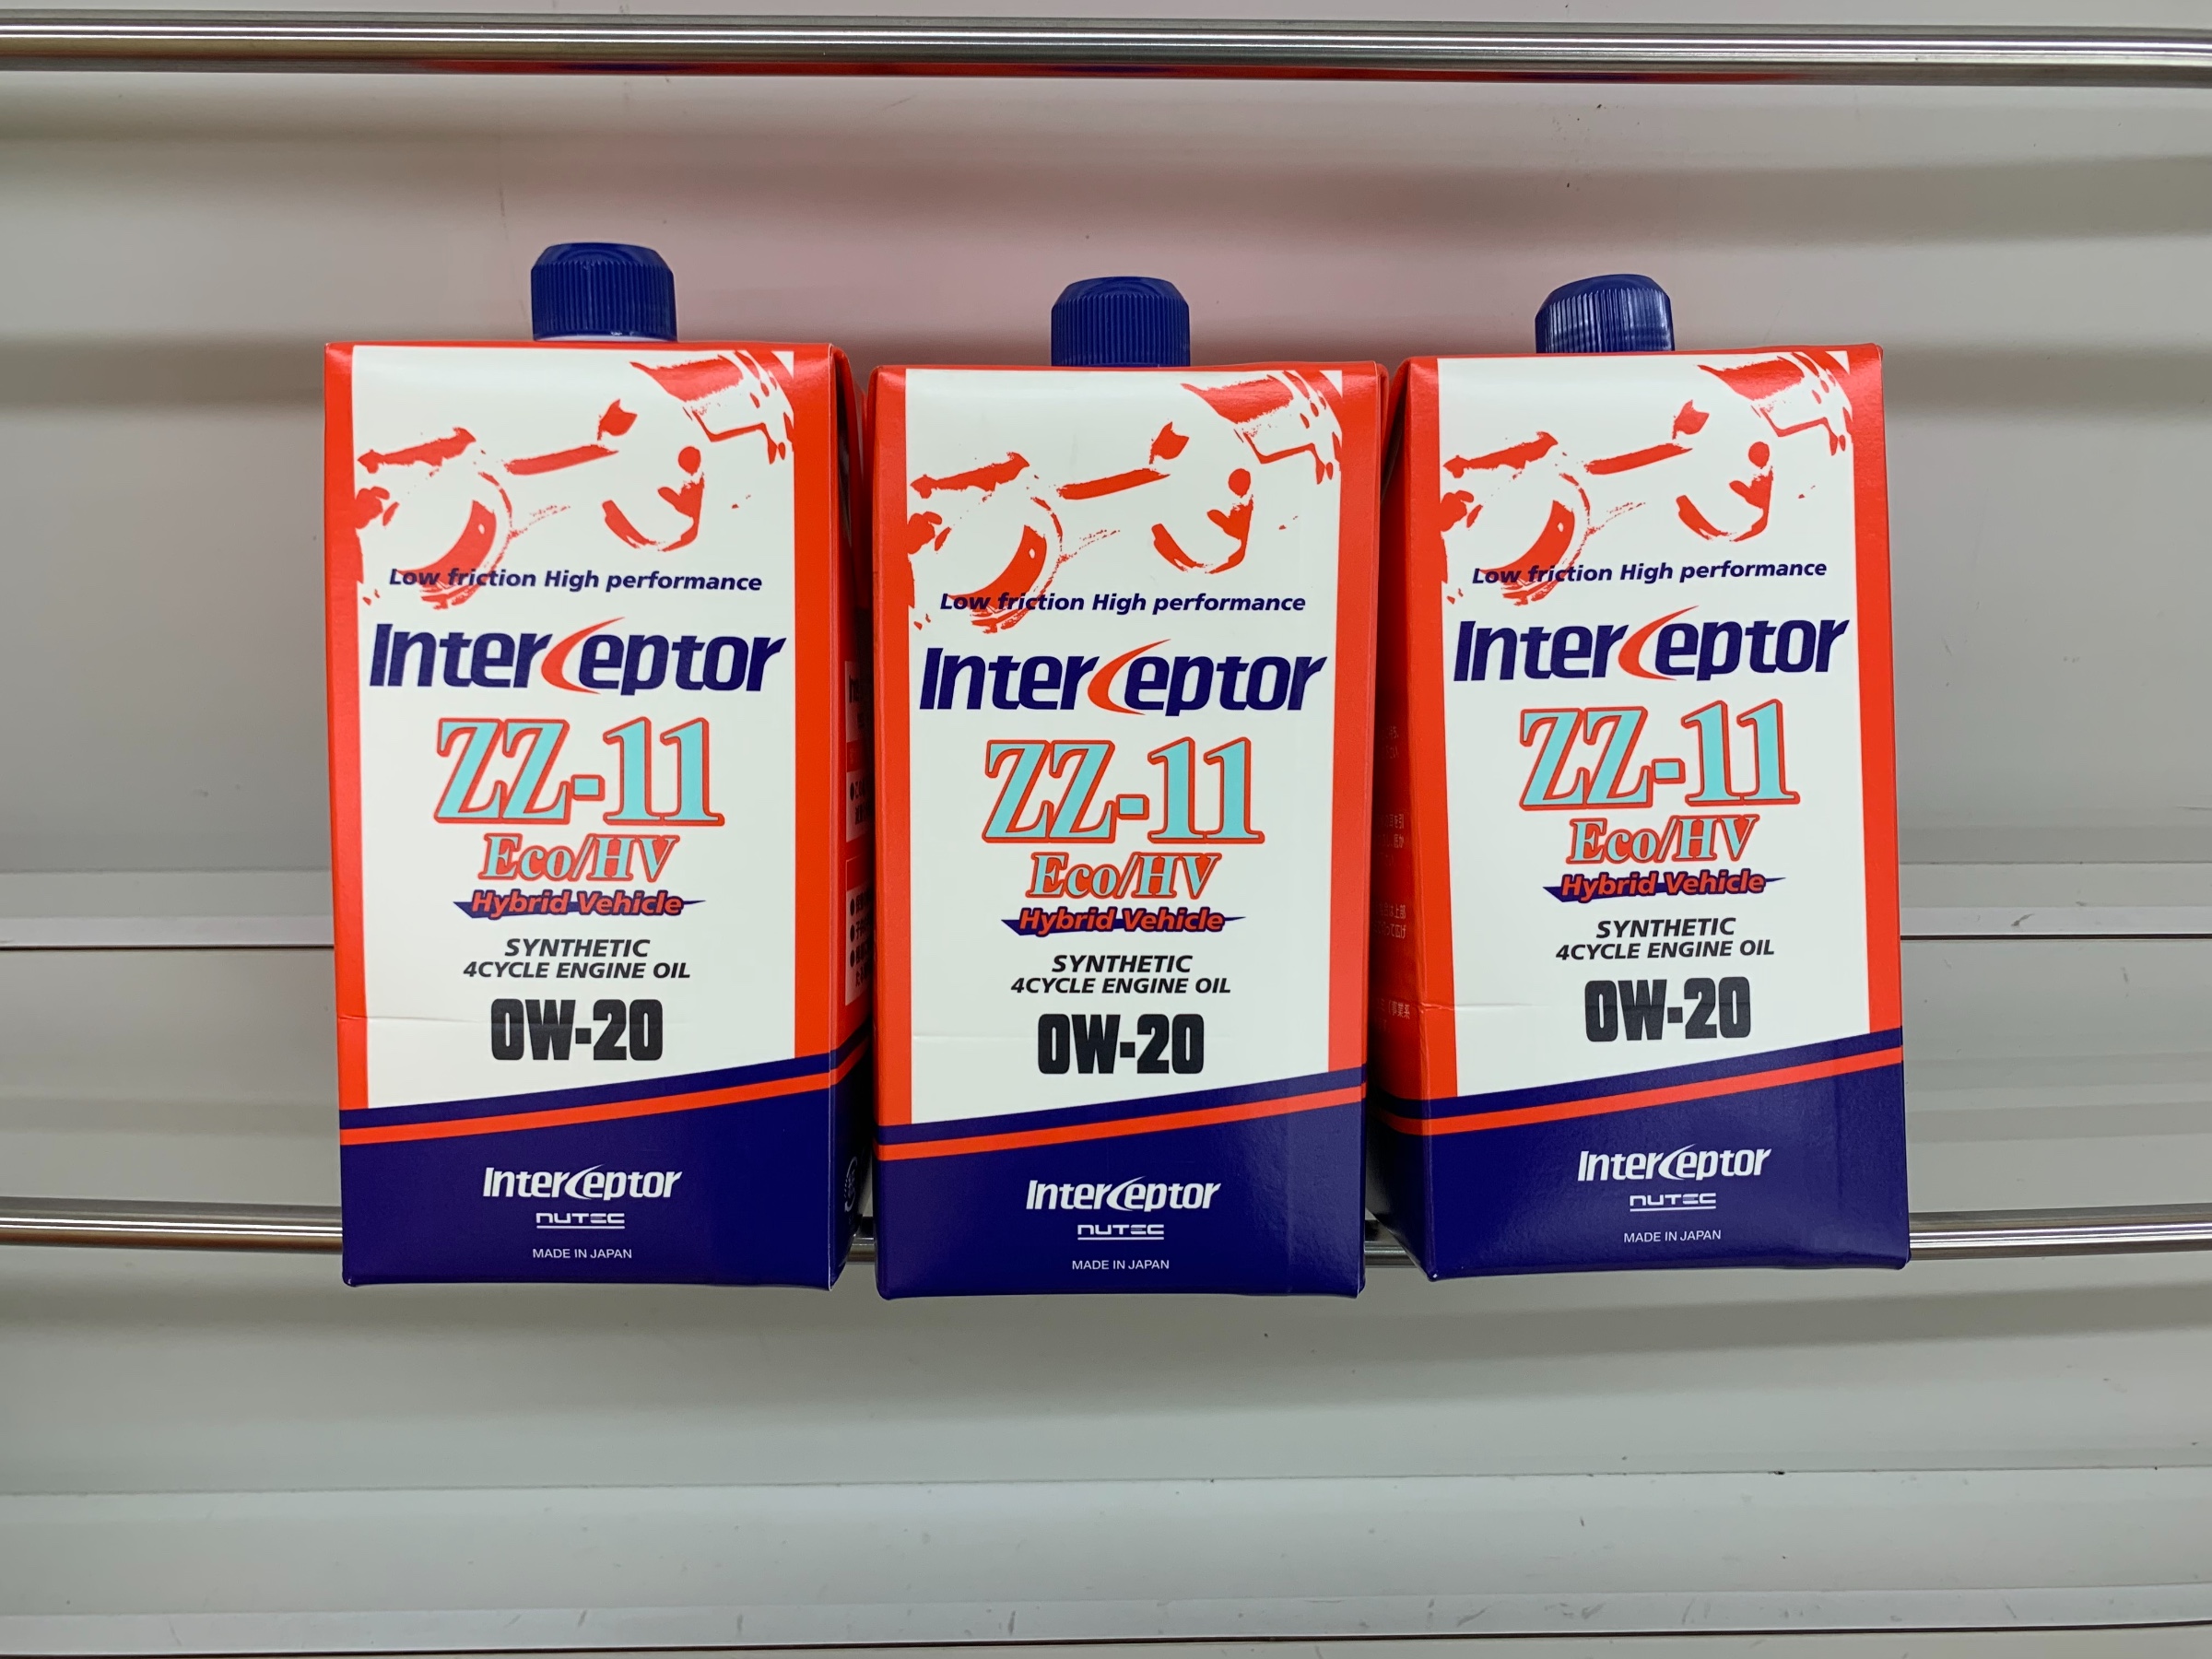 Low friction High performance
Interceptor
ZZ-11
Eco/HV
Hybrid Vehicle
SYNTHETIC
4CYCLE ENGINE OIL
0W-20
Interceptor
NUTEC
MADE IN JAPAN
Low friction High performance
Interceptor
ZZ-11
Eco/HV
Hybrid Vehicle
SYNTHETIC
4CYCLE ENGINE OIL
0W-20
Interceptor
NUTEC
MADE IN JAPAN
Low friction High performance
Interceptor
ZZ-11
Eco/HV
Hybrid Vehicle
SYNTHETIC
4CYCLE ENGINE OIL
0W-20
Interceptor
NUTEC
MADE IN JAPAN